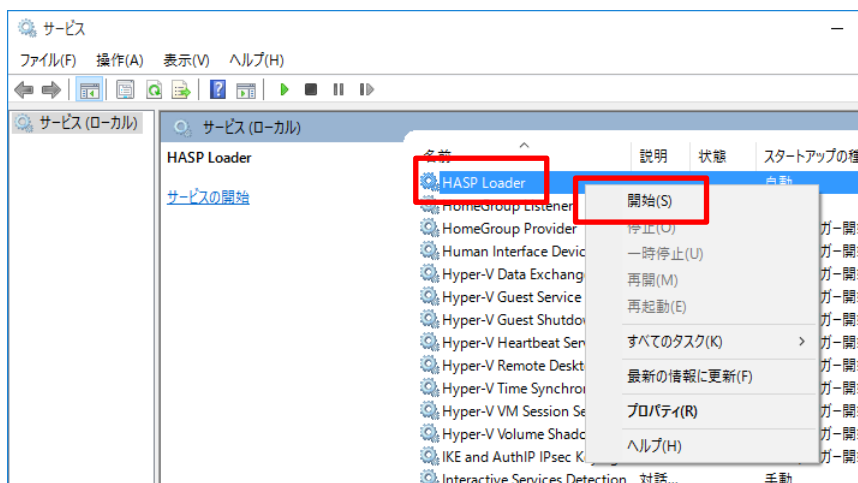 サービス
ファイル(F) 操作(A) 表示(V) ヘルプ(H)
サービス (ローカル)
サービス (ローカル)
HASP Loader
サービスの開始
名前 説明 状態 スタートアップの種
HASP Loader 自動
HomeGroup Listener
HomeGroup Provider
Human Interface Devic
Hyper-V Data Exchang
Hyper-V Guest Service
Hyper-V Guest Shutdo
Hyper-V Heartbeat Ser
Hyper-V Remote Deskt
Hyper-V Time Synchro
Hyper-V VM Session Se
Hyper-V Volume Shado
IKE and AuthIP IPsec K
Interactive Services Detection 対話... 手動
開始(S)
停止(O)
一時停止(U)
再開(M)
再起動(E)
すべてのタスク(K)
最新の情報に更新(F)
プロパティ(R)
ヘルプ(H)
ガー開
ガー開
ガー開
ガー開
ガー開
ガー開
ガー開
ガー開
ガー開
ガー開
ガー開